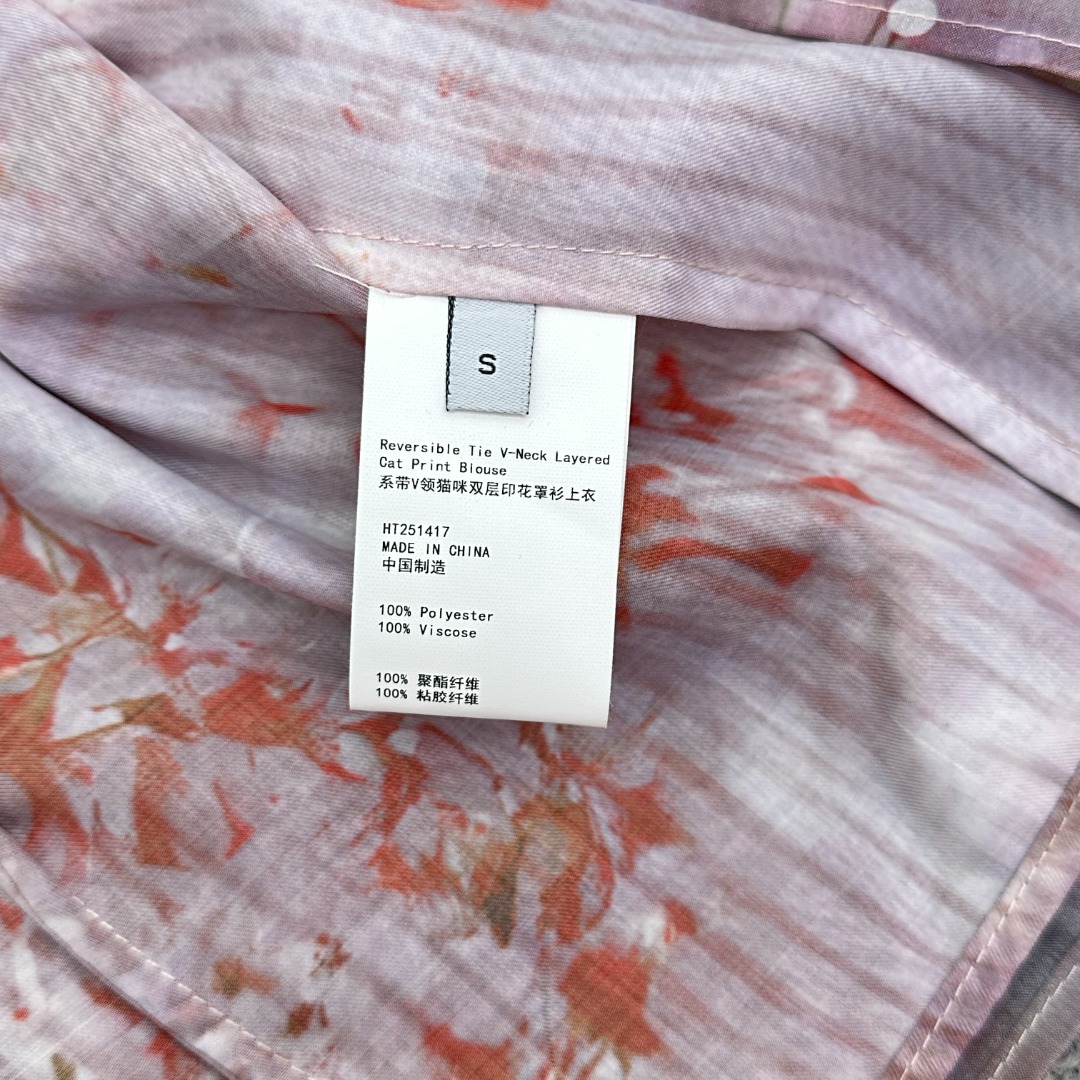 S
Reversible Tie V-Neck Layered
Cat Print Blouse
系带V领猫咪双层印花罩衫上衣
HT251417
MADE IN CHINA
中国制造
100% Polyester
100% Viscose
100% 聚酯纤维
100% 粘胶纤维